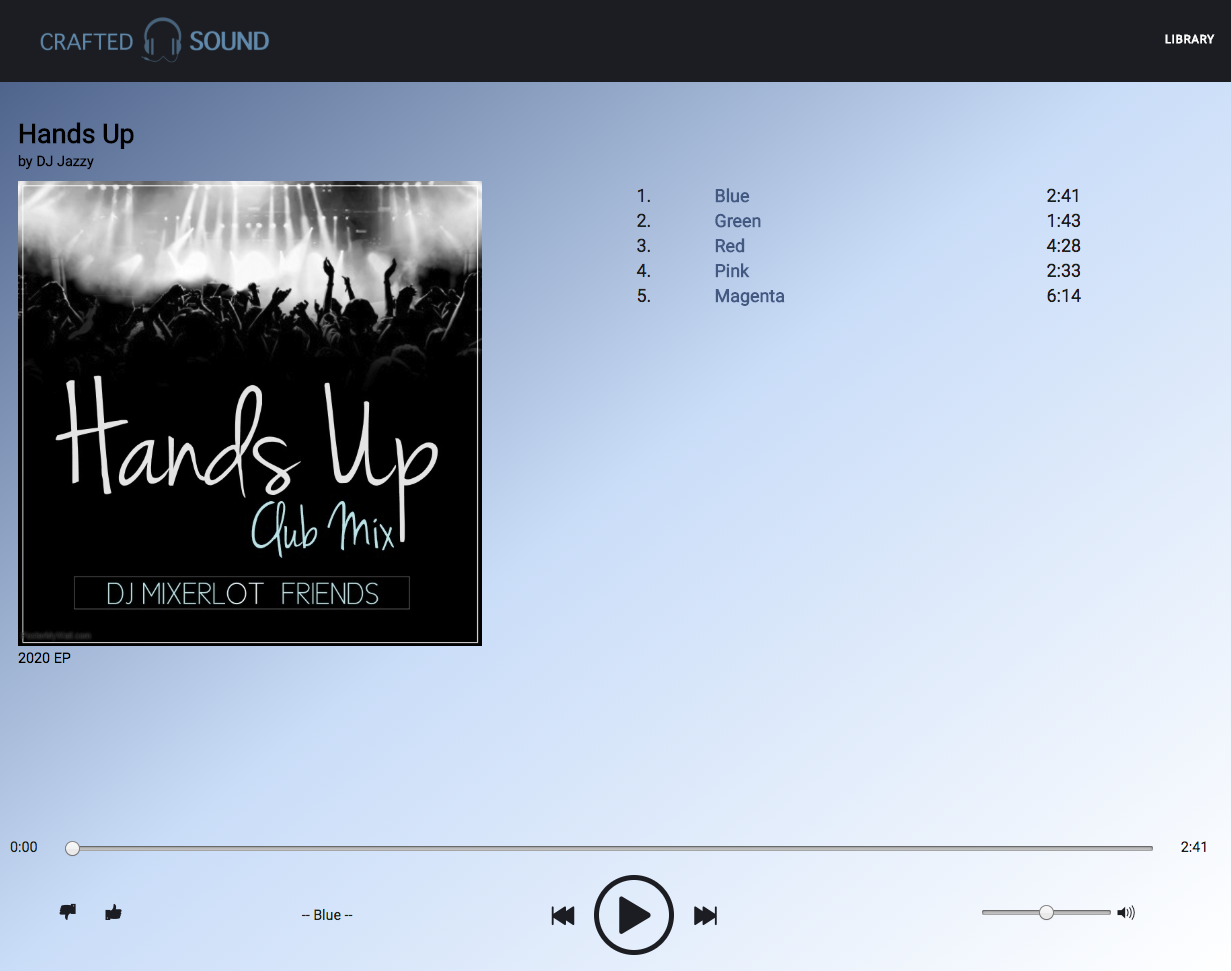 CRAFTED SOUND
LIBRARY
Hands Up
by DJ Jazzy
Hands Up
Club Mix
DJ MIXERLOT FRIENDS
2020 EP
1. Blue 2:41
2. Green 1:43
3. Red 4:28
4. Pink 2:33
5. Magenta 6:14
0:00
2:41
-- Blue --